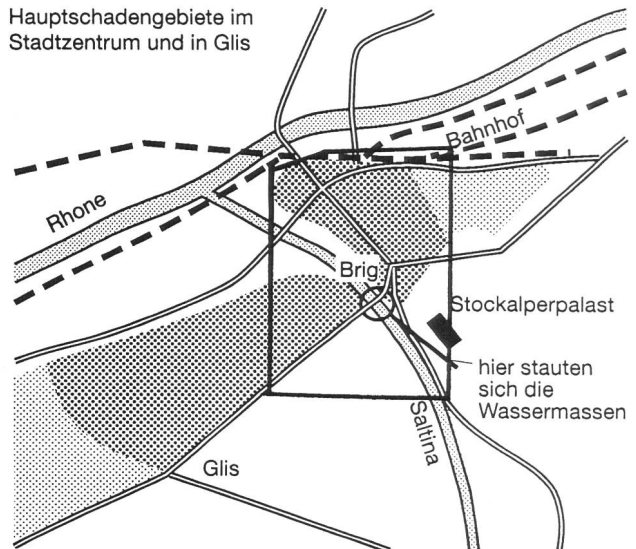 Hauptschadengebiete im
Stadtzentrum und in Glis
Bahnhof
Rhone
Brig
Stockalperpalast
hier stauten
sich die
Wassermassen
Saltina
Glis